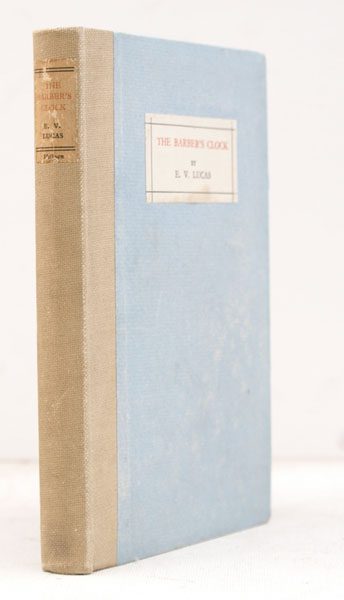 THE
BARBER'S
CLOCK
E. V.
LUCAS
THE BARBER'S CLOCK
BY
E. V. LUCAS